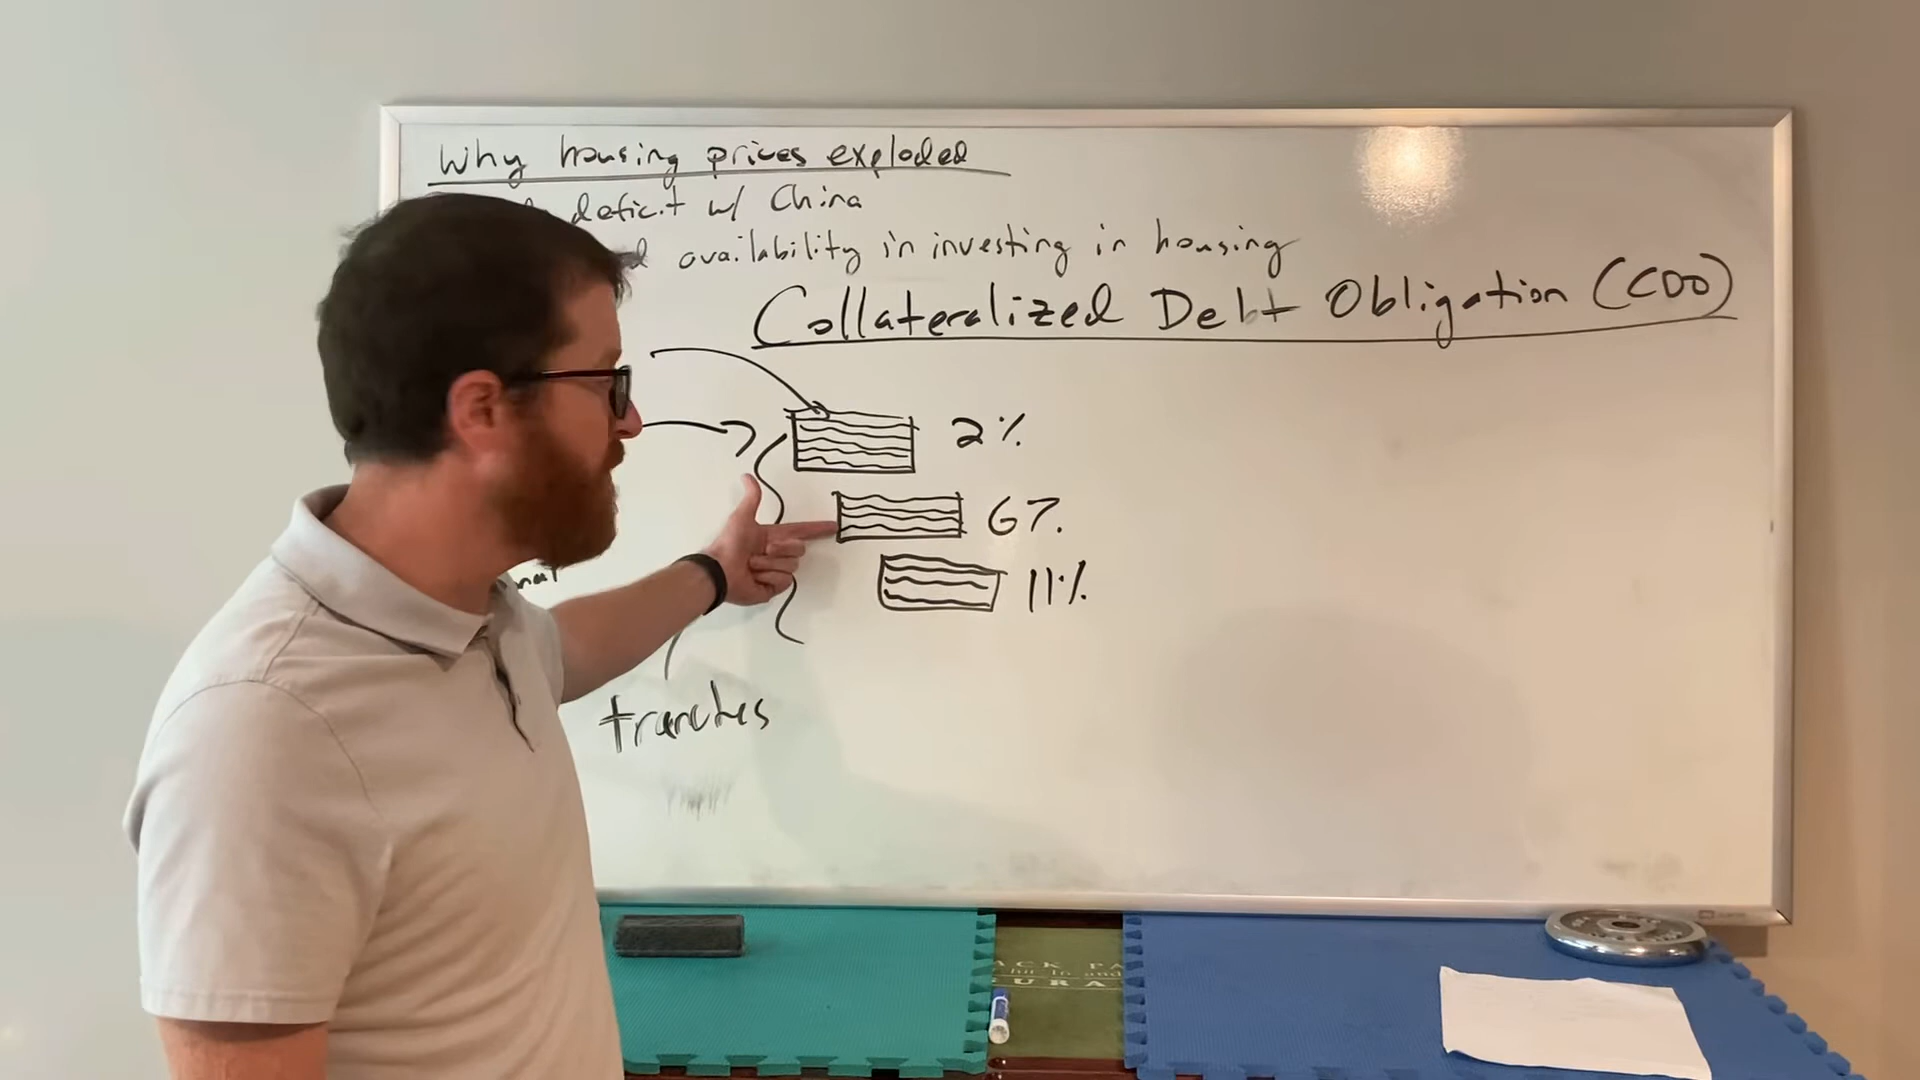 Why housing prices exploded
deficit w/ China
availability in investing in housing
Collateralized Debt Obligation (CDO)
2%
6%
11%
tranches